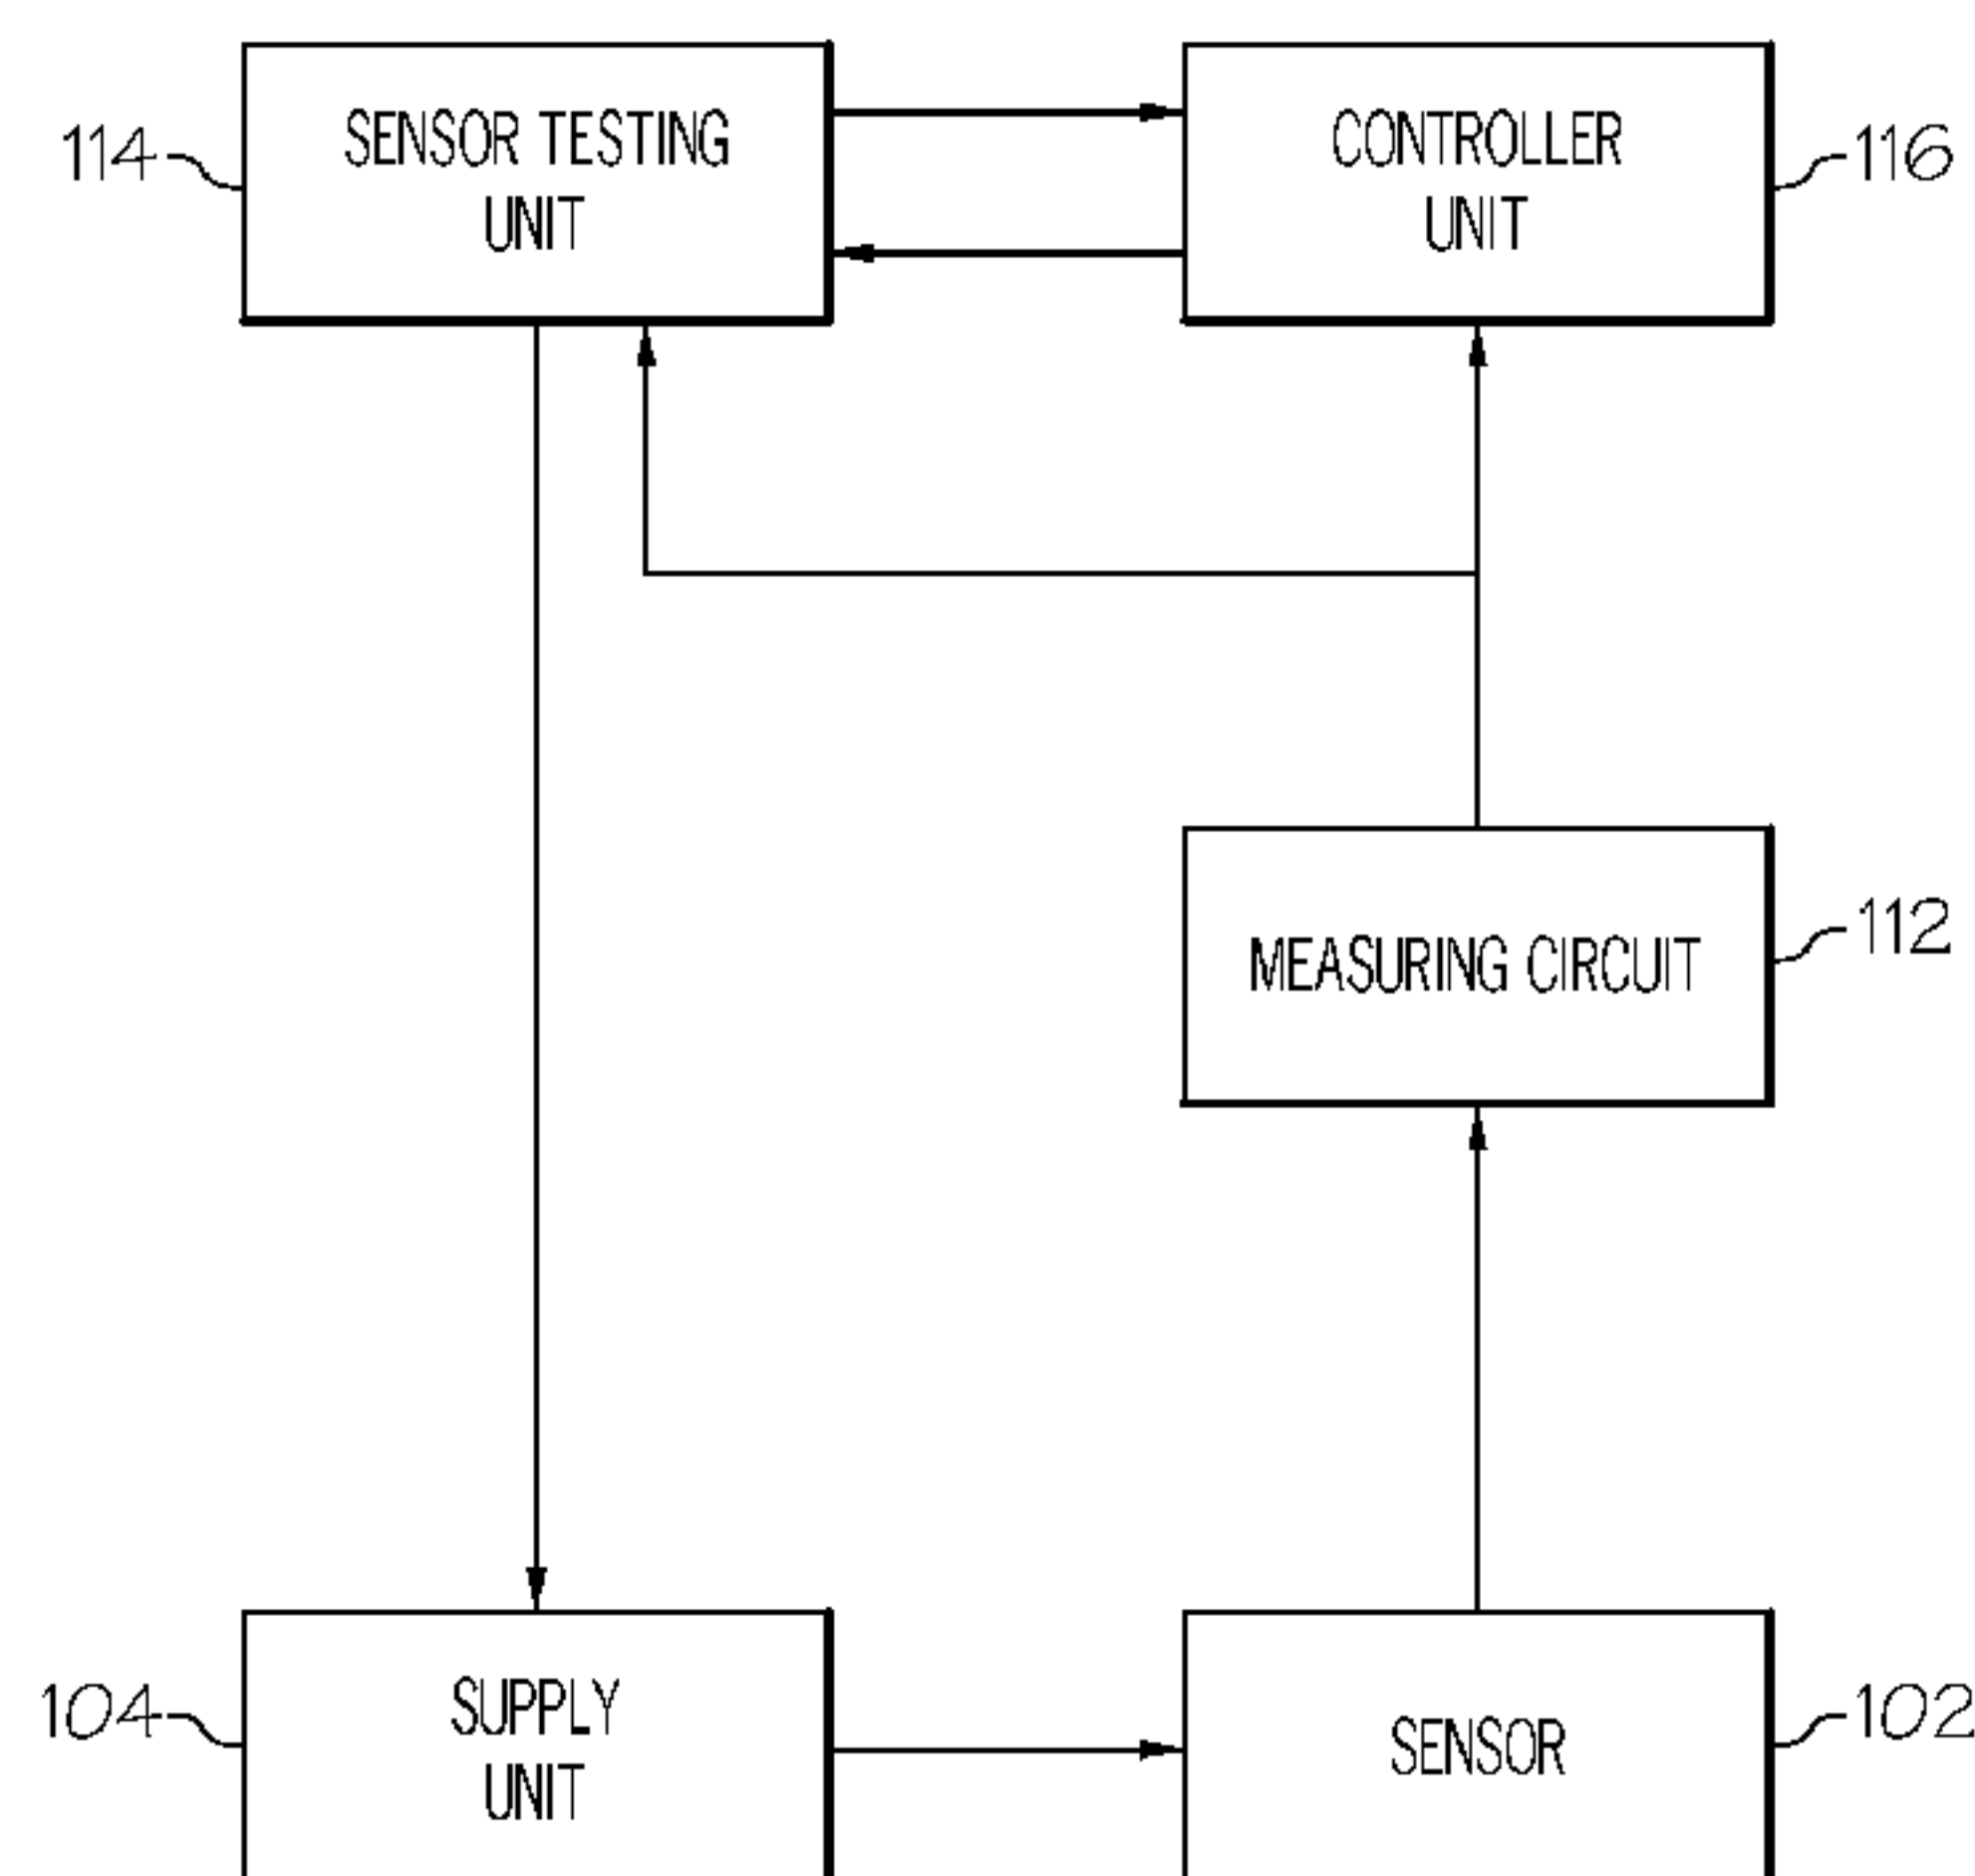 SENSOR TESTING
UNIT
114
CONTROLLER
UNIT
116
MEASURING CIRCUIT
112
SUPPLY
UNIT
104
SENSOR
102